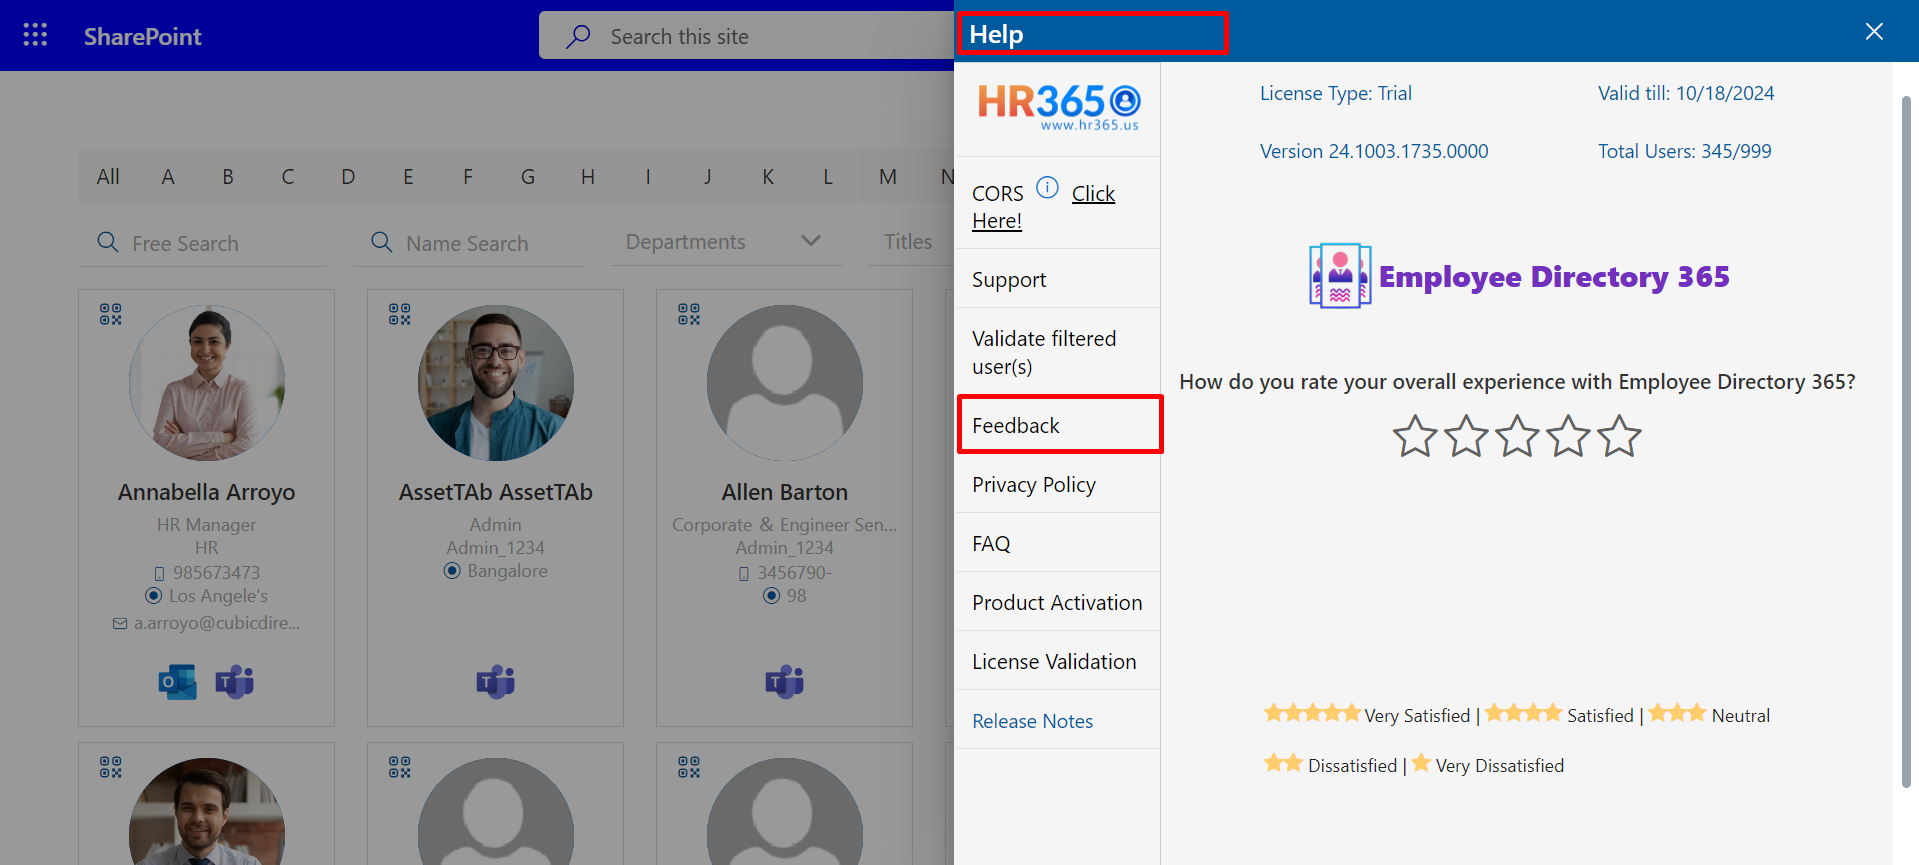 SharePoint
Search this site
Help
HR365
www.hr365.us
License Type: Trial
Valid till: 10/18/2024
Version 24.1003.1735.0000
Total Users: 345/999
All A B C D E F G H I J K L M N
CORS Click
Here!
Free Search
Name Search
Departments
Titles
Support
Employee Directory 365
Validate filtered
user(s)
How do you rate your overall experience with Employee Directory 365?
Feedback
Privacy Policy
FAQ
Product Activation
License Validation
Release Notes
Annabella Arroyo
HR Manager
HR
985673473
Los Angele's
a.arroyo@cubicdire...
AssetTAb AssetTAb
Admin
Admin_1234
Bangalore
Allen Barton
Corporate & Engineer Sen...
Admin_1234
3456790-
98
Very Satisfied | Satisfied | Neutral
Dissatisfied | Very Dissatisfied